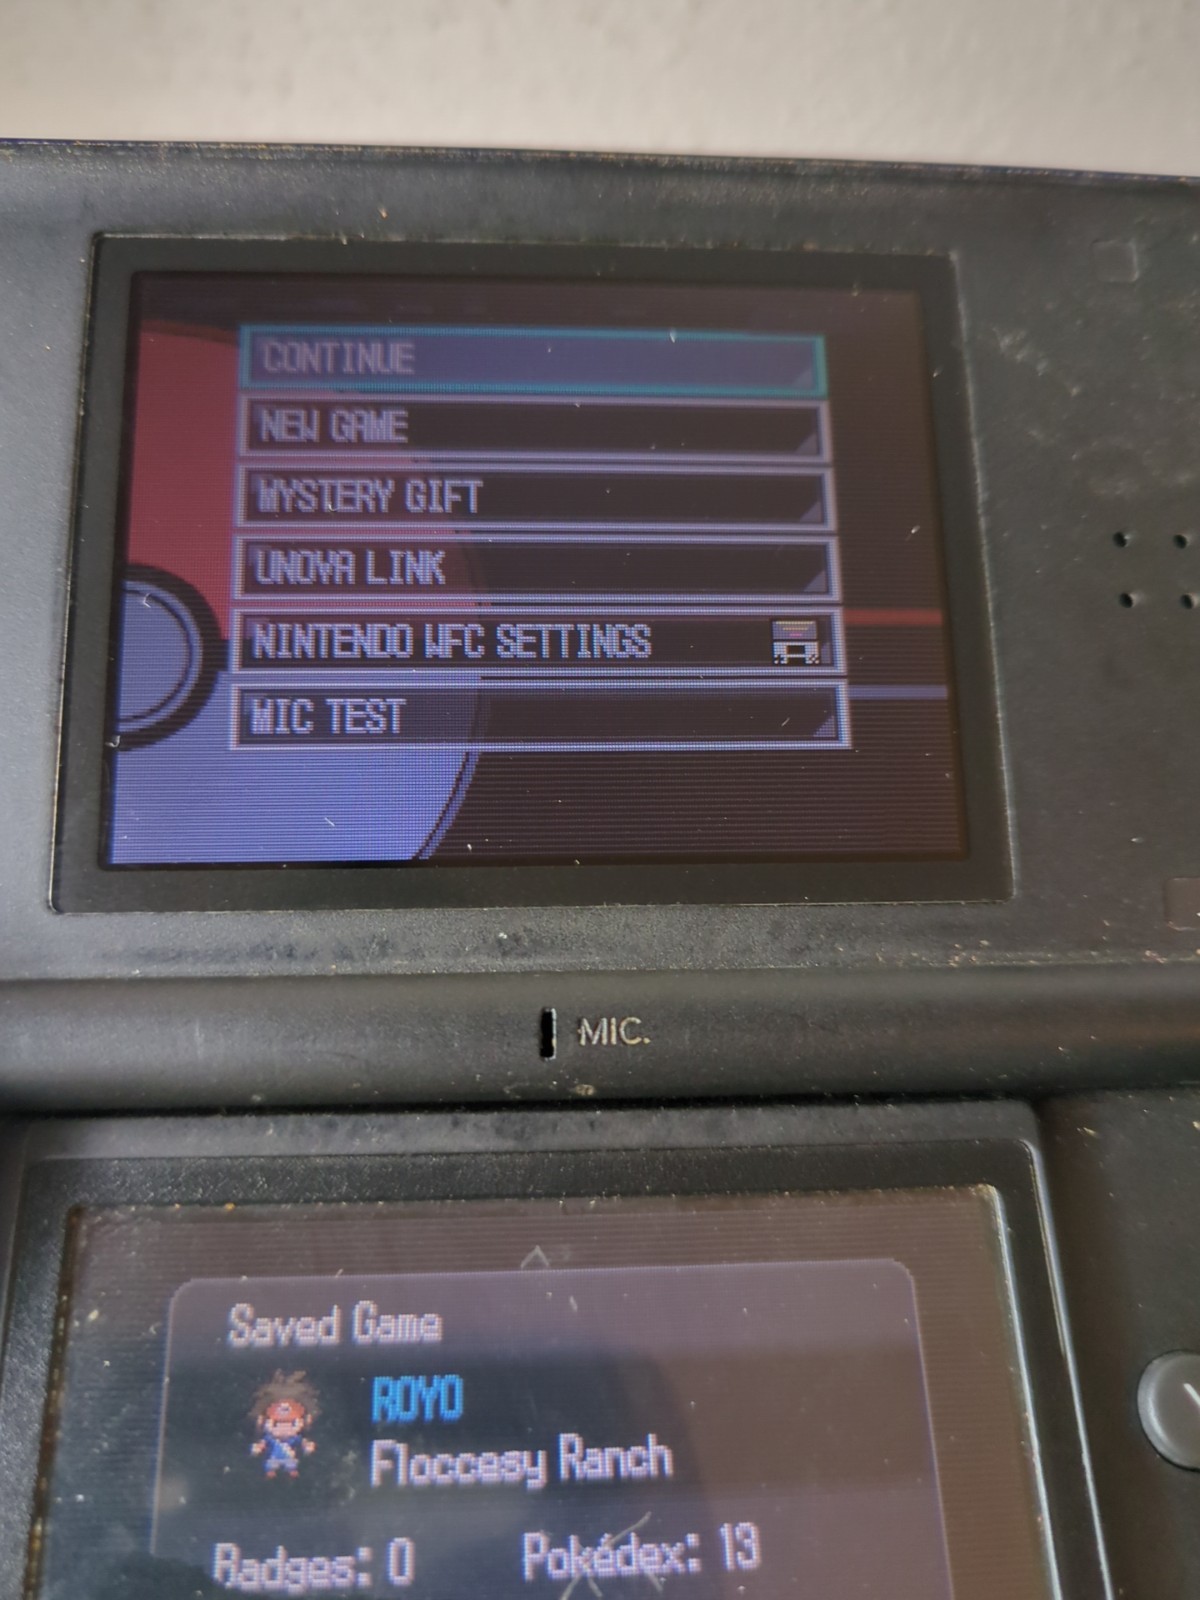 CONTINUE
NEW GAME
MYSTERY GIFT
UNOVA LINK
NINTENDO WFC SETTINGS
MIC TEST
MIC.
Saved Game
ROYO
Floccesy Ranch
Badges: 0 Pokédex: 13